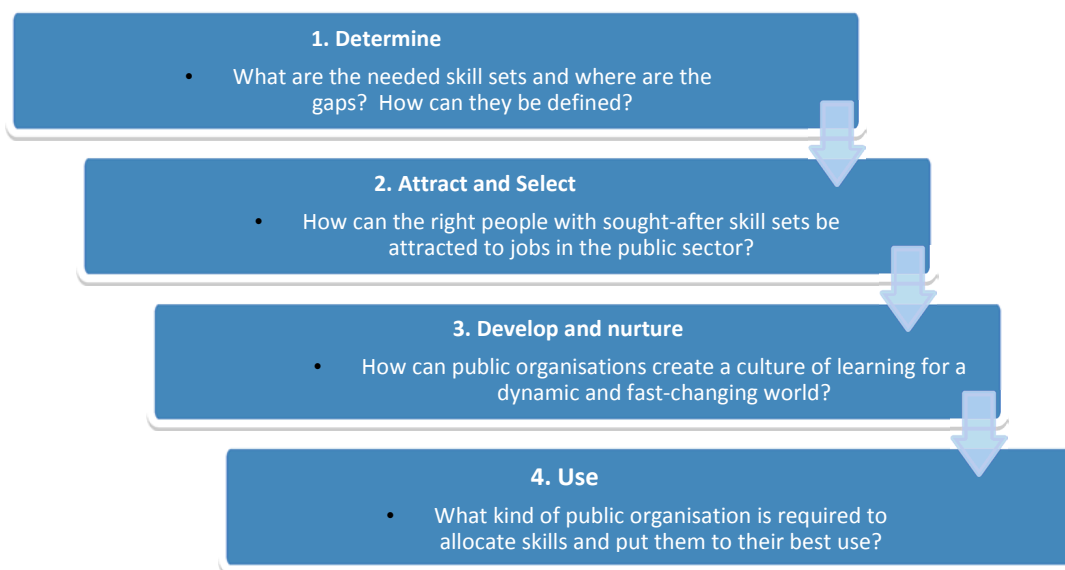 1. Determine
• What are the needed skill sets and where are the
gaps?  How can they be defined?
2. Attract and Select
• How can the right people with sought-after skill sets be
attracted to jobs in the public sector?
3. Develop and nurture
• How can public organisations create a culture of learning for a
dynamic and fast-changing world?
4. Use
• What kind of public organisation is required to
allocate skills and put them to their best use?